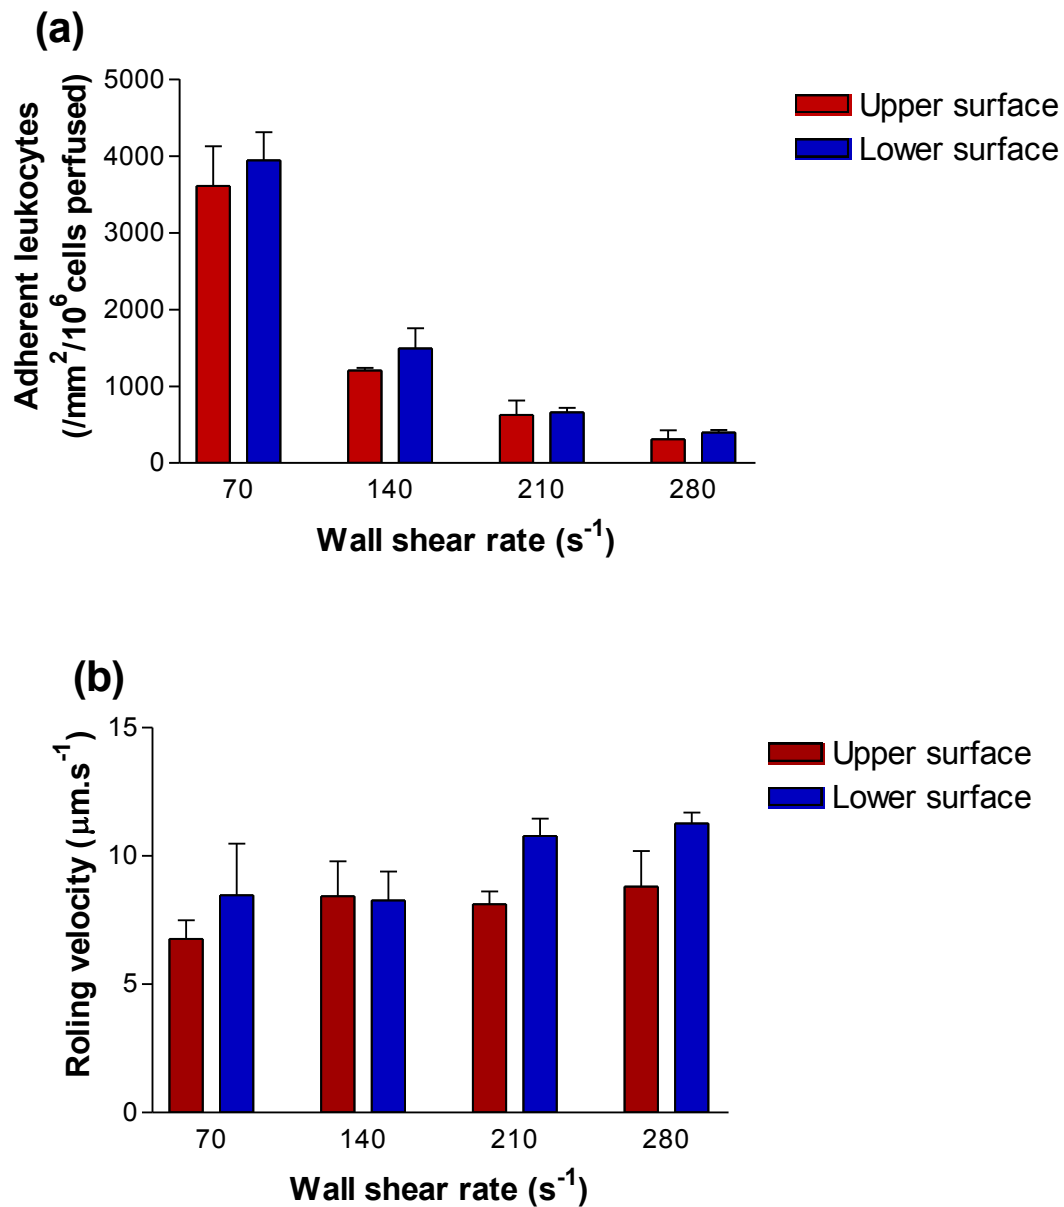 (a)
Adherent leukocytes
(/mm²/10⁶ cells perfused)
5000
4000
3000
2000
1000
0
70 140 210 280
Wall shear rate (s⁻¹)
Upper surface
Lower surface
(b)
Roling velocity (μm.s⁻¹)
15
10
5
0
70 140 210 280
Wall shear rate (s⁻¹)
Upper surface
Lower surface